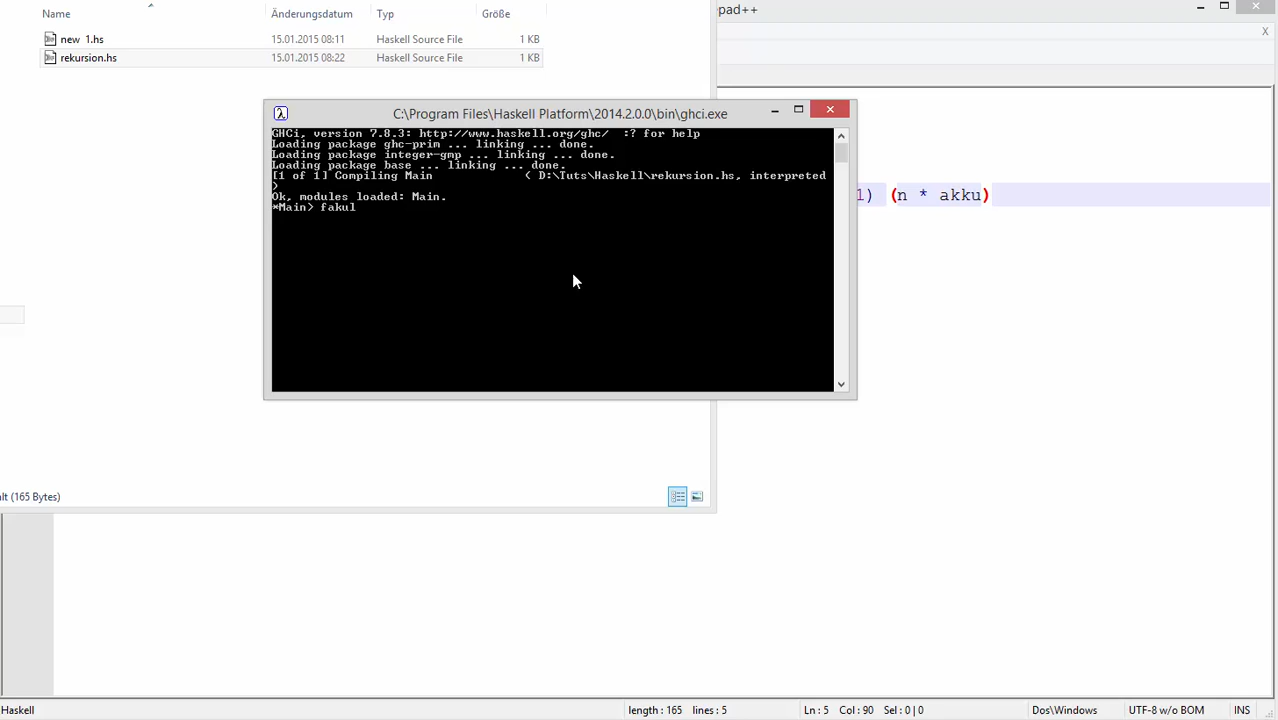 Name Änderungsdatum Typ Größe
pad++
new 1.hs 15.01.2015 08:11 Haskell Source File 1 KB
X
rekursion.hs 15.01.2015 08:22 Haskell Source File 1 KB
C:\Program Files\Haskell Platform\2014.2.0.0\bin\ghci.exe
GHCi, version 7.8.3: http://www.haskell.org/ghc/ :? for help
Loading package ghc-prim ... linking ... done.
Loading package integer-gmp ... linking ... done.
Loading package base ... linking ... done.
[1 of 1] Compiling Main ( D:\Tuts\Haskell\rekursion.hs, interpreted
)
Ok, modules loaded: Main.
*Main> fakul
1) (n * akku)
lt (165 Bytes)
Haskell length : 165 lines : 5 Ln : 5 Col : 90 Sel : 0 | 0 Dos\Windows UTF-8 w/o BOM INS